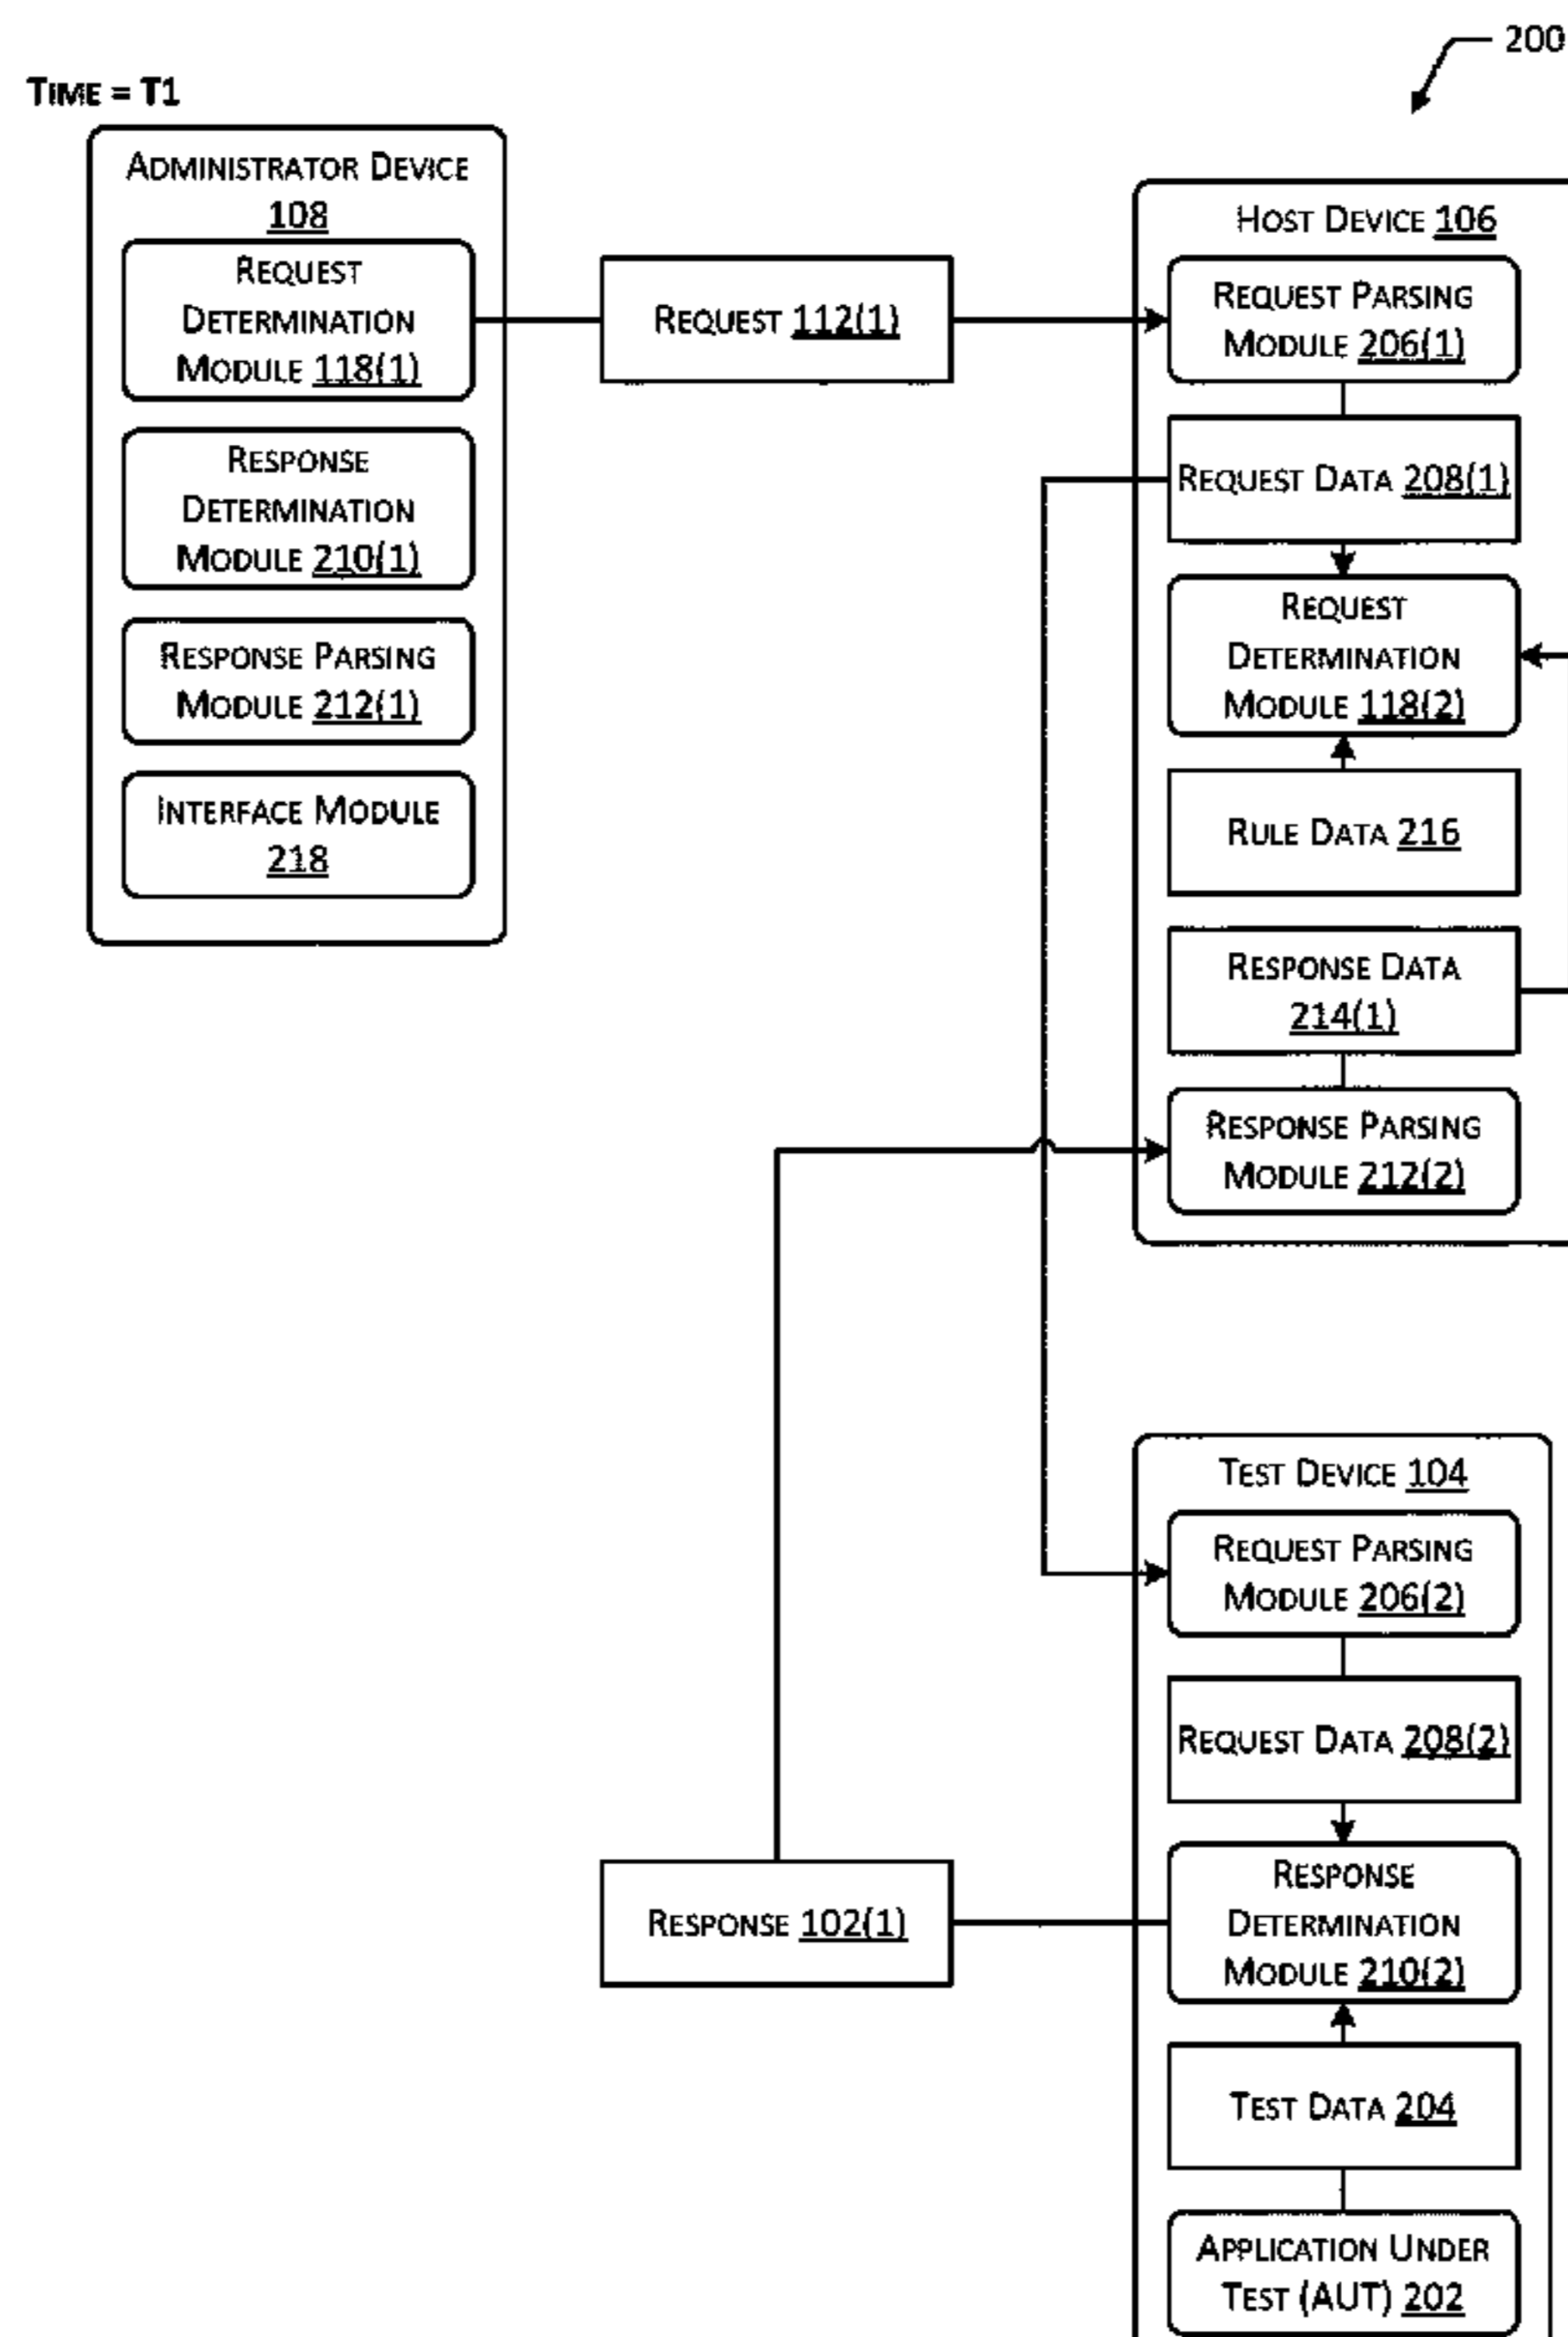 200
TIME = T1
ADMINISTRATOR DEVICE
108
REQUEST
DETERMINATION
MODULE 118(1)
RESPONSE
DETERMINATION
MODULE 210(1)
RESPONSE PARSING
MODULE 212(1)
INTERFACE MODULE
218
REQUEST 112(1)
HOST DEVICE 106
REQUEST PARSING
MODULE 206(1)
REQUEST DATA 208(1)
REQUEST
DETERMINATION
MODULE 118(2)
RULE DATA 216
RESPONSE DATA
214(1)
RESPONSE PARSING
MODULE 212(2)
TEST DEVICE 104
REQUEST PARSING
MODULE 206(2)
REQUEST DATA 208(2)
RESPONSE
DETERMINATION
MODULE 210(2)
RESPONSE 102(1)
TEST DATA 204
APPLICATION UNDER
TEST (AUT) 202